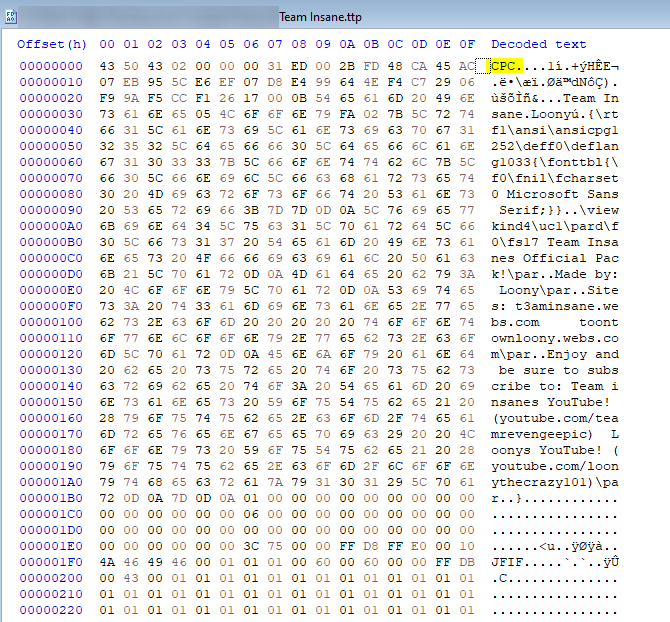 Team Insane.ttp
Offset(h) 00 01 02 03 04 05 06 07 08 09 0A 0B 0C 0D 0E 0F Decoded text
00000000 43 50 43 02 00 00 00 31 ED 00 2B FD 48 CA 45 AC CPC....1í.+ýHÊE¬
00000010 07 EB 95 5C E6 EF 07 D8 E4 99 64 4E F4 C7 29 06 .ë•\æï.Øä™dNôÇ).
00000020 F9 9A F5 CC F1 26 17 00 0B 54 65 61 6D 20 49 6E ùšõÌñ&...Team In
00000030 73 61 6E 65 05 4C 6F 6F 6E 79 FA 02 7B 5C 72 74 sane.Loonyú.{\rt
00000040 66 31 5C 61 6E 73 69 5C 61 6E 73 69 63 70 67 31 f1\ansi\ansicpg1
00000050 32 35 32 5C 64 65 66 66 30 5C 64 65 66 6C 61 6E 252\deff0\deflan
00000060 67 31 30 33 33 7B 5C 66 6F 6E 74 74 62 6C 7B 5C g1033{\fonttbl{\
00000070 66 30 5C 66 6E 69 6C 5C 66 63 68 61 72 73 65 74 f0\fnil\fcharset
00000080 30 20 4D 69 63 72 6F 73 6F 66 74 20 53 61 6E 73 0 Microsoft Sans
00000090 20 53 65 72 69 66 3B 7D 7D 0D 0A 5C 76 69 65 77  Serif;}}..\view
000000A0 6B 69 6E 64 34 5C 75 63 31 5C 70 61 72 64 5C 66 kind4\uc1\pard\f
000000B0 30 5C 66 73 31 37 20 54 65 61 6D 20 49 6E 73 61 0\fs17 Team Insa
000000C0 6E 65 73 20 4F 66 66 69 63 69 61 6C 20 50 61 63 nes Official Pac
000000D0 6B 21 5C 70 61 72 0D 0A 4D 61 64 65 20 62 79 3A k!\par..Made by:
000000E0 20 4C 6F 6F 6E 79 5C 70 61 72 0D 0A 53 69 74 65  Loony\par..Site
000000F0 73 3A 20 74 33 61 6D 69 6E 73 61 6E 65 2E 77 65 s: t3aminsane.we
00000100 62 73 2E 63 6F 6D 20 20 20 20 20 74 6F 6F 6E 74 bs.com     toont
00000110 6F 77 6E 6C 6F 6F 6E 79 2E 77 65 62 73 2E 63 6F ownloony.webs.co
00000120 6D 5C 70 61 72 0D 0A 45 6E 6A 6F 79 20 61 6E 64 m\par..Enjoy and
00000130 20 62 65 20 73 75 72 65 20 74 6F 20 73 75 62 73  be sure to subs
00000140 63 72 69 62 65 20 74 6F 3A 20 54 65 61 6D 20 69 cribe to: Team i
00000150 6E 73 61 6E 65 73 20 59 6F 75 54 75 62 65 21 20 nsanes YouTube! 
00000160 28 79 6F 75 74 75 62 65 2E 63 6F 6D 2F 74 65 61 (youtube.com/tea
00000170 6D 72 65 76 65 6E 67 65 65 70 69 63 29 20 20 4C mrevengeepic)  L
00000180 6F 6F 6E 79 73 20 59 6F 75 54 75 62 65 21 20 28 oonys YouTube! (
00000190 79 6F 75 74 75 62 65 2E 63 6F 6D 2F 6C 6F 6F 6E youtube.com/loon
000001A0 79 74 68 65 63 72 61 7A 79 31 30 31 29 5C 70 61 ythecrazy101)\pa
000001B0 72 0D 0A 7D 0D 0A 01 00 00 00 00 00 00 00 00 00 r..}............
000001C0 00 00 00 00 00 00 06 00 00 00 00 00 00 00 00 00 ................
000001D0 00 00 00 00 00 00 00 00 00 00 00 00 00 00 00 00 ................
000001E0 00 00 00 00 00 00 3C 75 00 00 FF D8 FF E0 00 10 ......<u..ÿØÿà..
000001F0 4A 46 49 46 00 01 01 01 00 60 00 60 00 00 FF DB JFIF.....`.`..ÿÛ
00000200 00 43 00 01 01 01 01 01 01 01 01 01 01 01 01 01 .C..............
00000210 01 01 01 01 01 01 01 01 01 01 01 01 01 01 01 01 ................
00000220 01 01 01 01 01 01 01 01 01 01 01 01 01 01 01 01 ................